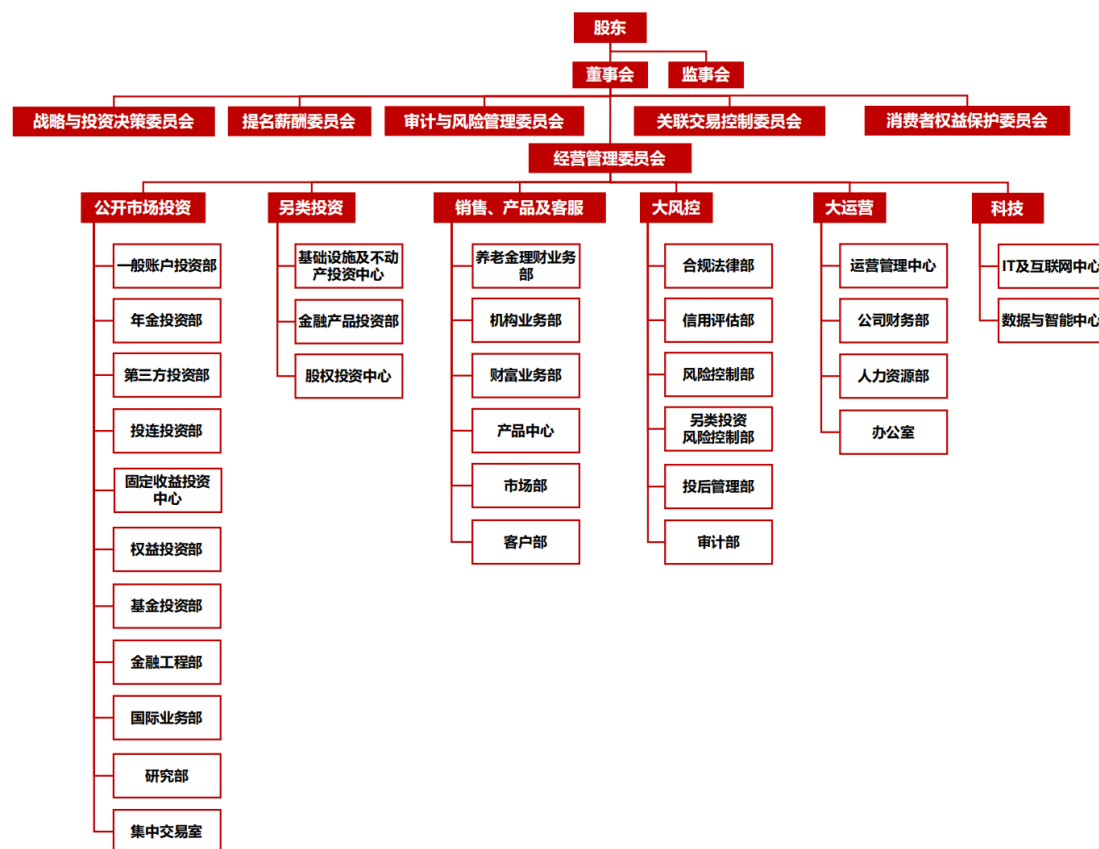 股东
董事会
监事会
战略与投资决策委员会
提名薪酬委员会
审计与风险管理委员会
关联交易控制委员会
消费者权益保护委员会
经营管理委员会
公开市场投资
另类投资
销售、产品及客服
大风控
大运营
科技
一般账户投资部
年金投资部
第三方投资部
投连投资部
固定收益投资
中心
权益投资部
基金投资部
金融工程部
国际业务部
研究部
集中交易室
基础设施及不动
产投资中心
金融产品投资部
股权投资中心
养老金理财业务
部
机构业务部
财富业务部
产品中心
市场部
客户部
合规法律部
信用评估部
风险控制部
另类投资
风险控制部
投后管理部
审计部
运营管理中心
公司财务部
人力资源部
办公室
IT及互联网中心
数据与智能中心